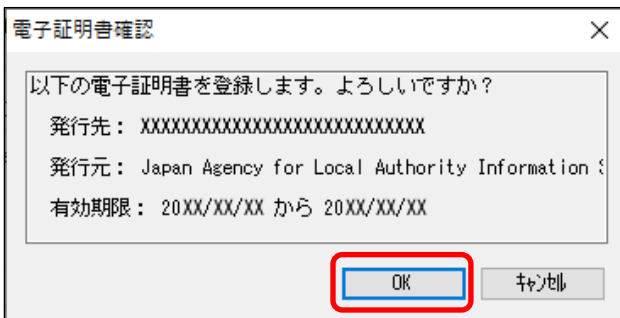 電子証明書確認
以下の電子証明書を登録します。よろしいですか？
発行先： XXXXXXXXXXXXXXXXXXXXXXXXXXXX
発行元： Japan Agency for Local Authority Information
有効期限： 20XX/XX/XX から 20XX/XX/XX
OK
ｷｬﾝｾﾙ